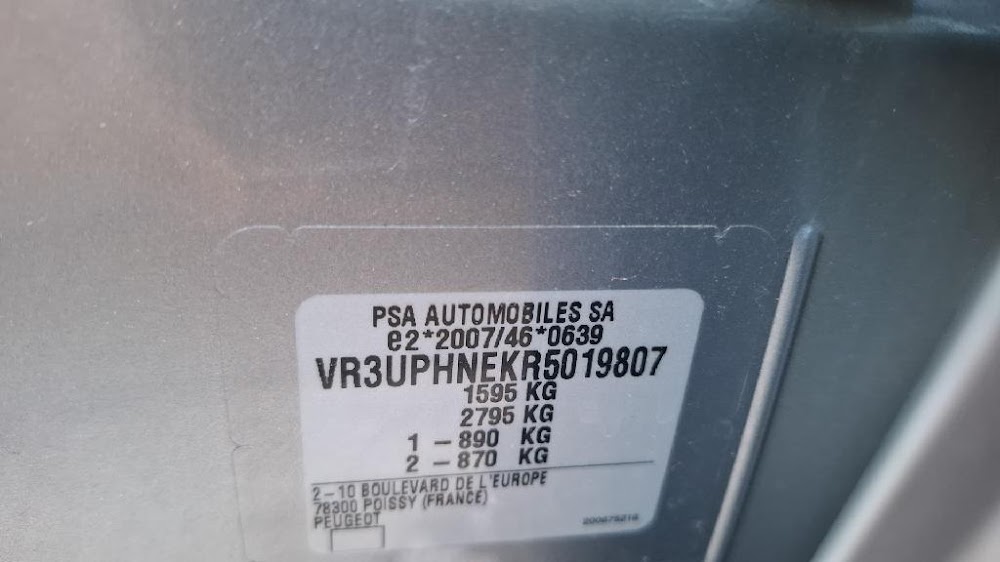 PSA AUTOMOBILES SA
e2*2007/46*0639
VR3UPHNEKR5019807
1595 KG
2795 KG
1 - 890 KG
2 - 870 KG
2-10 BOULEVARD DE L'EUROPE
78300 POISSY (FRANCE)
PEUGEOT